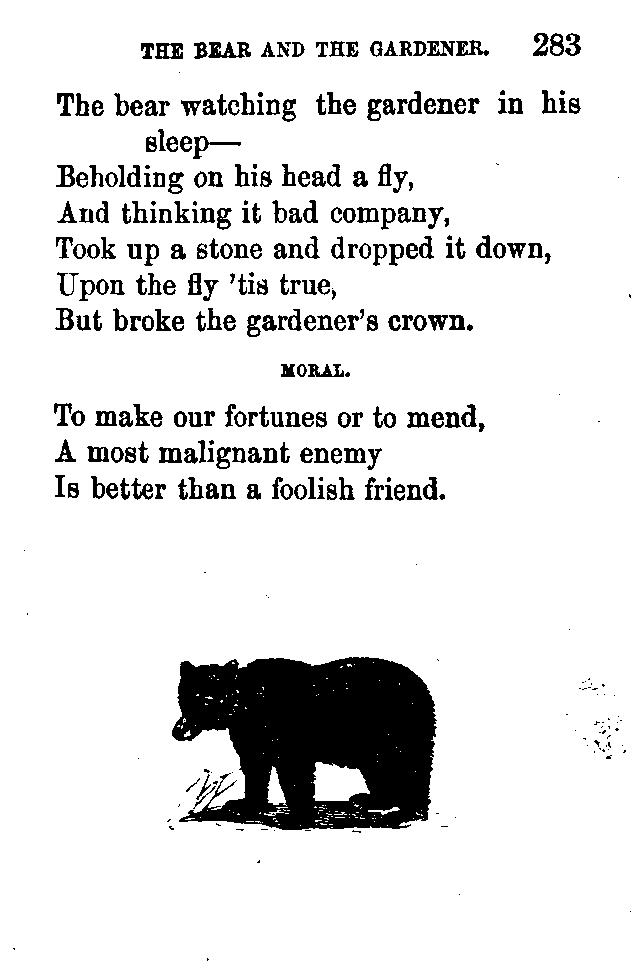 THE BEAR AND THE GARDENER. 283
The bear watching the gardener in his
sleep—
Beholding on his head a fly,
And thinking it bad company,
Took up a stone and dropped it down,
Upon the fly 'tis true,
But broke the gardener's crown.
MORAL.
To make our fortunes or to mend,
A most malignant enemy
Is better than a foolish friend.